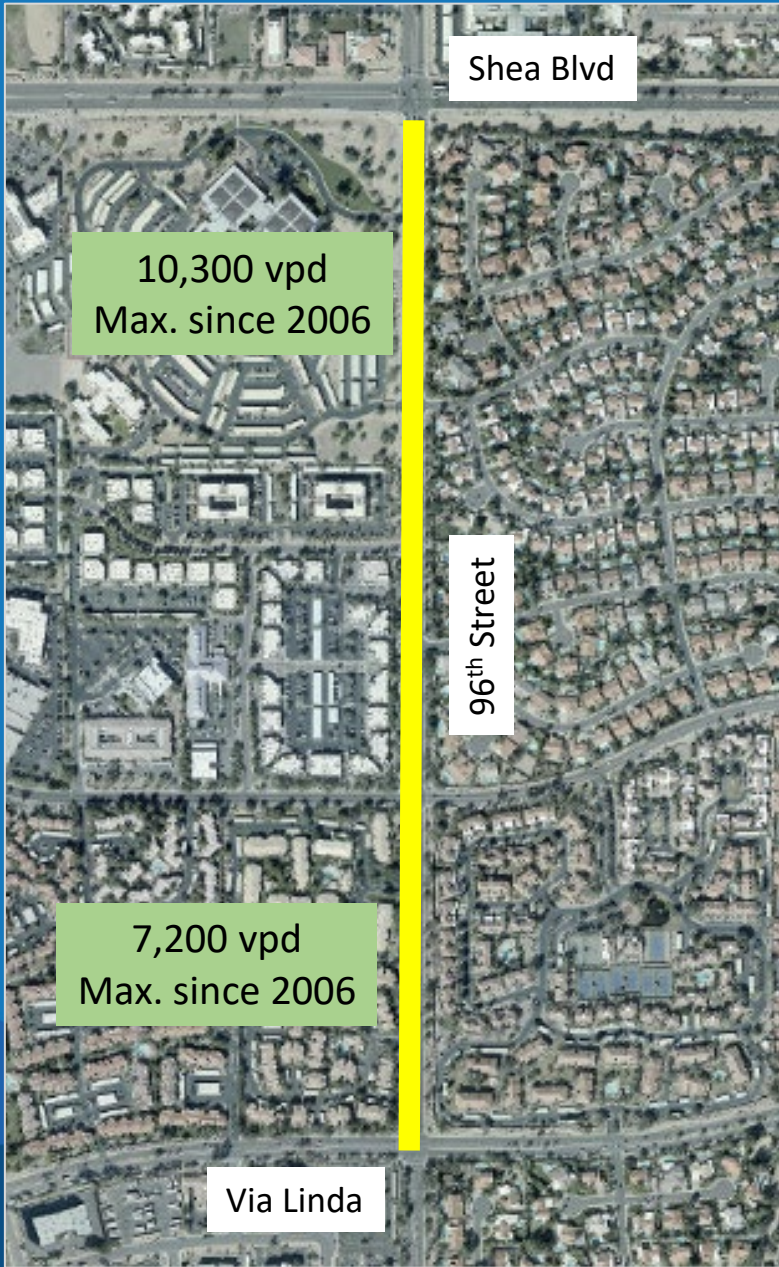 Shea Blvd
10,300 vpd
Max. since 2006
96th Street
7,200 vpd
Max. since 2006
Via Linda